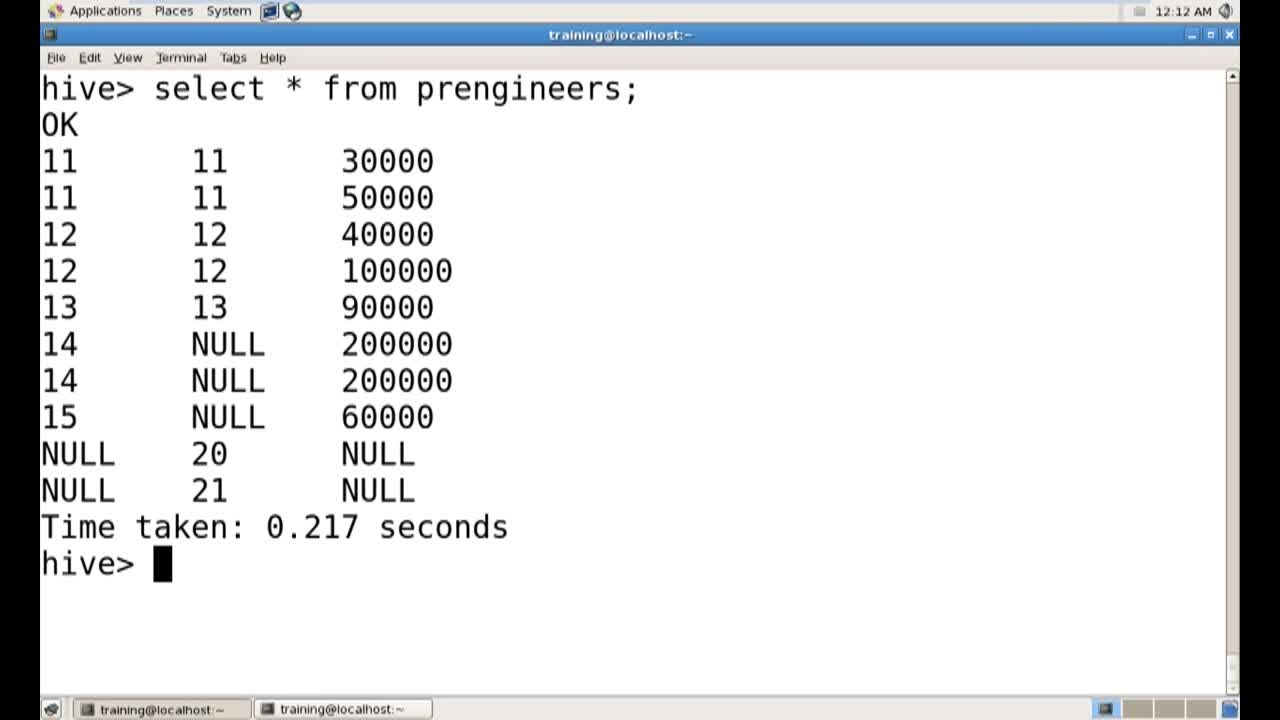 Applications Places System 12:12 AM
training@localhost:~
File Edit View Terminal Tabs Help
hive> select * from prengineers;
OK
11 11 30000
11 11 50000
12 12 40000
12 12 100000
13 13 90000
14 NULL 200000
14 NULL 200000
15 NULL 60000
NULL 20 NULL
NULL 21 NULL
Time taken: 0.217 seconds
hive>
training@localhost:~ training@localhost:~